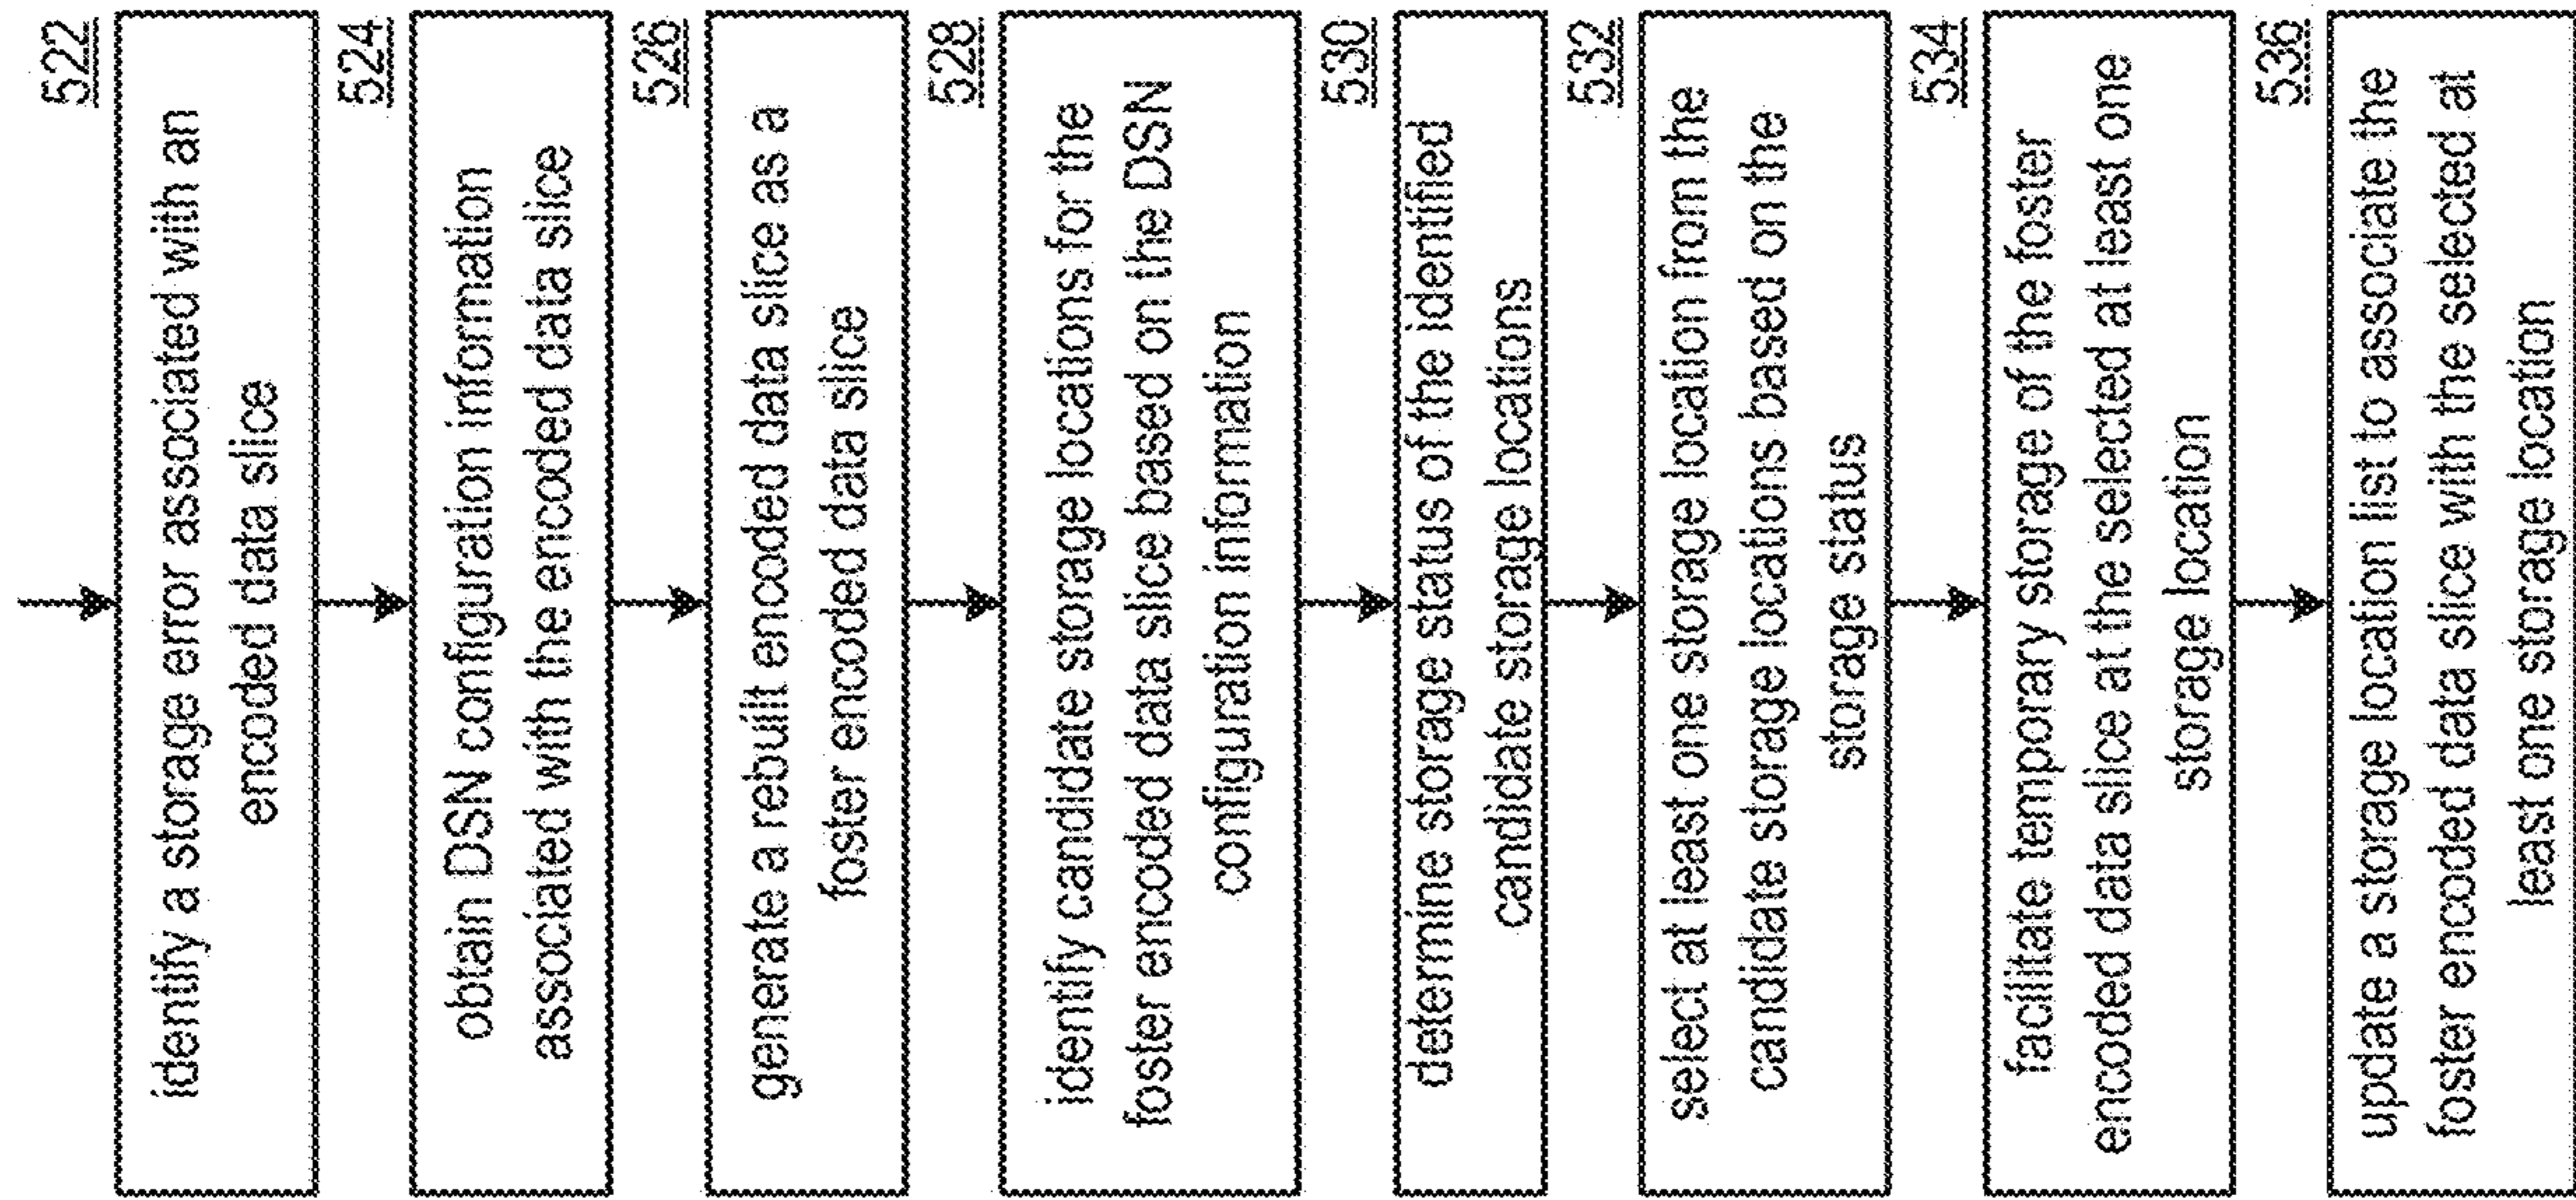 522
identify a storage error associated with an
encoded data slice
524
obtain DSN configuration information
associated with the encoded data slice
526
generate a rebuilt encoded data slice as a
foster encoded data slice
528
identify candidate storage locations for the
foster encoded data slice based on the DSN
configuration information
530
determine storage status of the identified
candidate storage locations
532
select at least one storage location from the
candidate storage locations based on the
storage status
534
facilitate temporary storage of the foster
encoded data slice at the selected at least one
storage location
536
update a storage location list to associate the
foster encoded data slice with the selected at
least one storage location